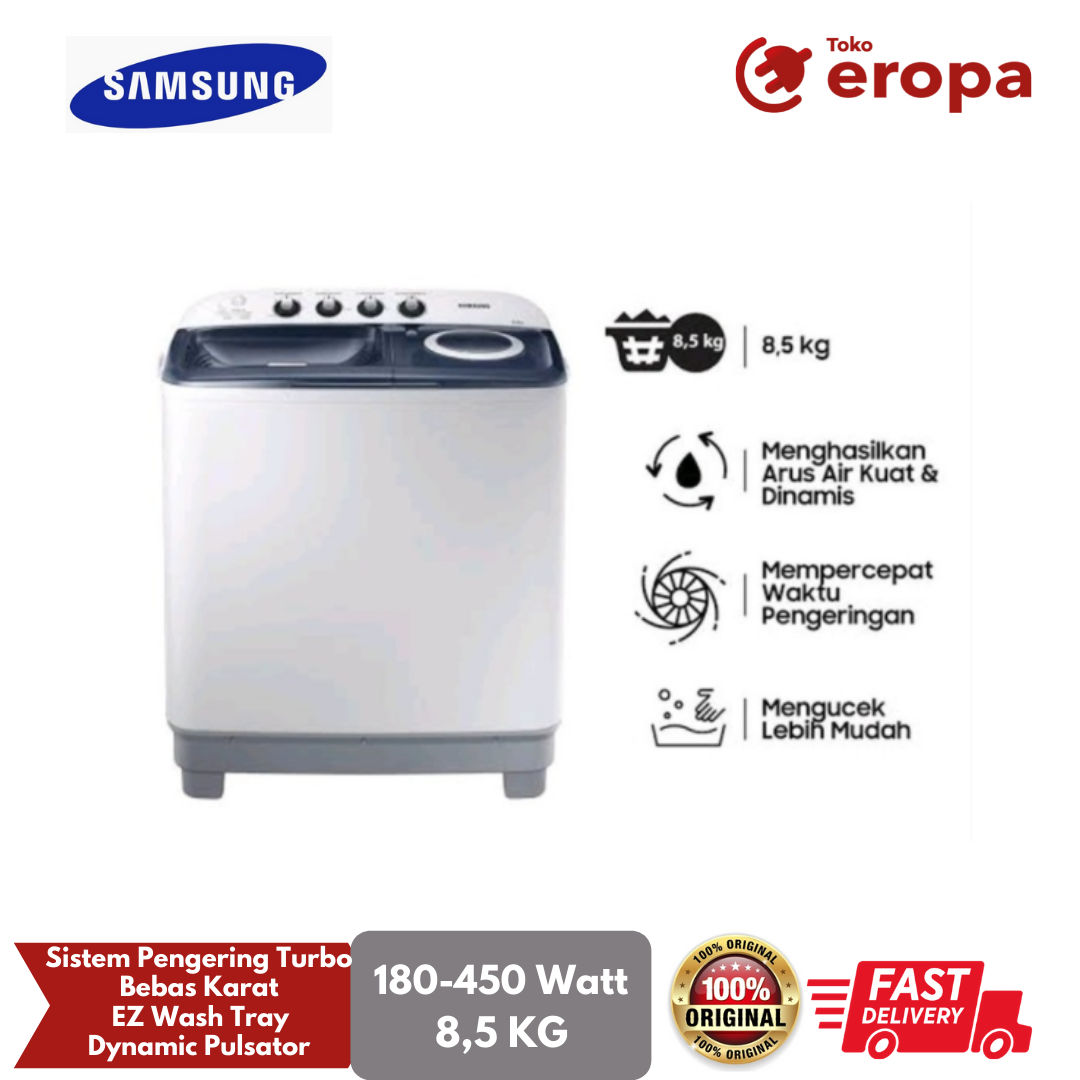 SAMSUNG
Toko
eropa
SAMSUNG
8,5 kg
8,5 kg
Menghasilkan
Arus Air Kuat &
Dinamis
Mempercepat
Waktu
Pengeringan
Mengucek
Lebih Mudah
Sistem Pengering Turbo
Bebas Karat
EZ Wash Tray
Dynamic Pulsator
180-450 Watt
8,5 KG
100% ORIGINAL
100%
ORIGINAL
100% ORIGINAL
FAST
DELIVERY